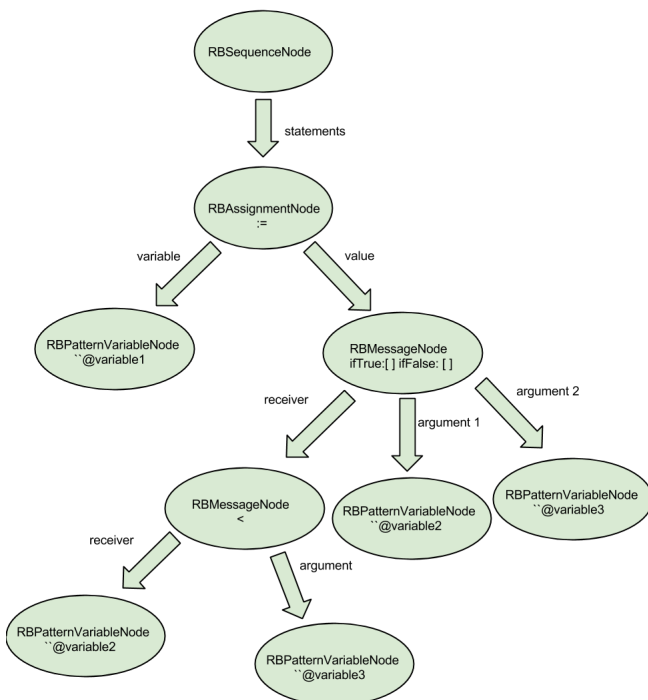 RBSequenceNode
statements
RBAssignmentNode
:=
variable
value
RBPatternVariableNode
``@variable1
RBMessageNode
ifTrue:[ ] ifFalse: [ ]
receiver
argument 1
argument 2
RBMessageNode
<
RBPatternVariableNode
``@variable2
RBPatternVariableNode
``@variable3
receiver
argument
RBPatternVariableNode
``@variable2
RBPatternVariableNode
``@variable3